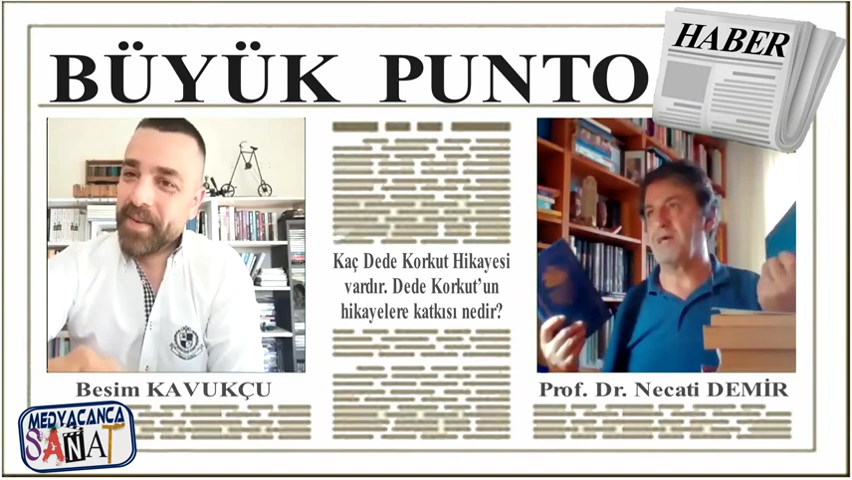 BÜYÜK PUNTO
HABER
Kaç Dede Korkut Hikayesi
vardır. Dede Korkut’un
hikayelere katkısı nedir?
Besim KAVUKÇU
Prof. Dr. Necati DEMİR
MEDYACANCA
SANAT